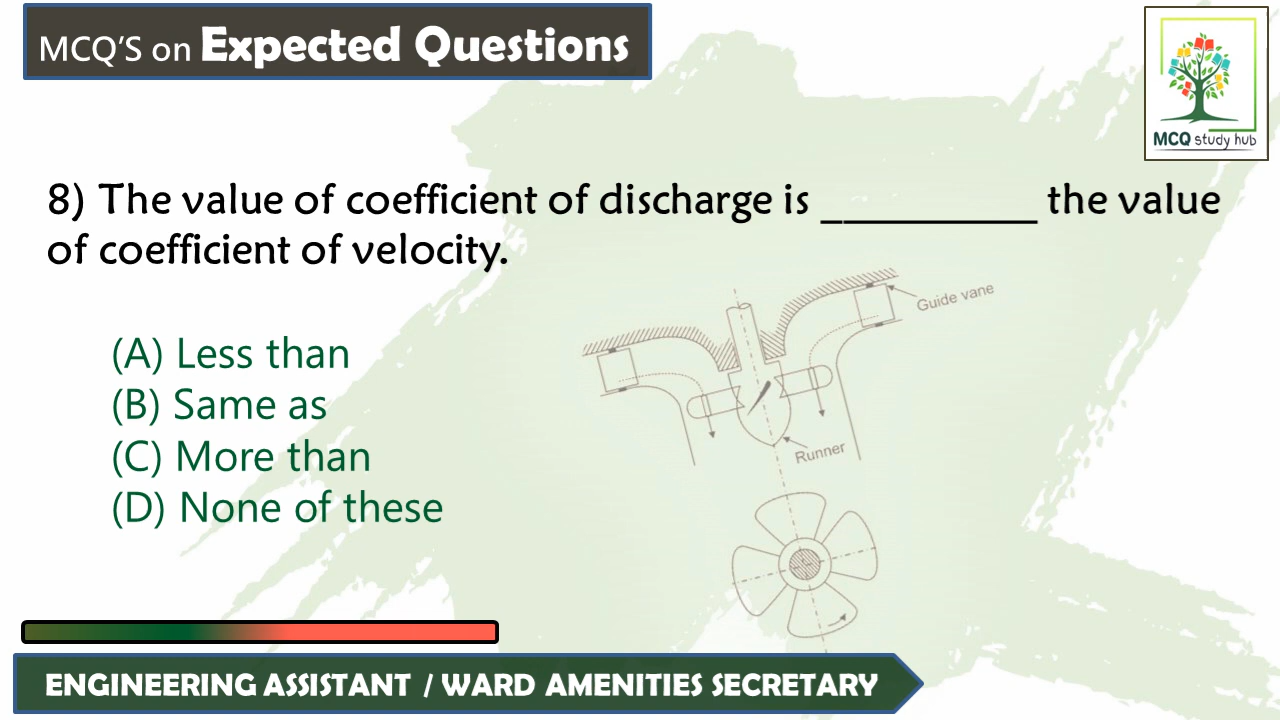 MCQ'S on Expected Questions
MCQ study hub
8) The value of coefficient of discharge is __________ the value
of coefficient of velocity.
Guide vane
(A) Less than
(B) Same as
(C) More than
Runner
(D) None of these
ENGINEERING ASSISTANT / WARD AMENITIES SECRETARY